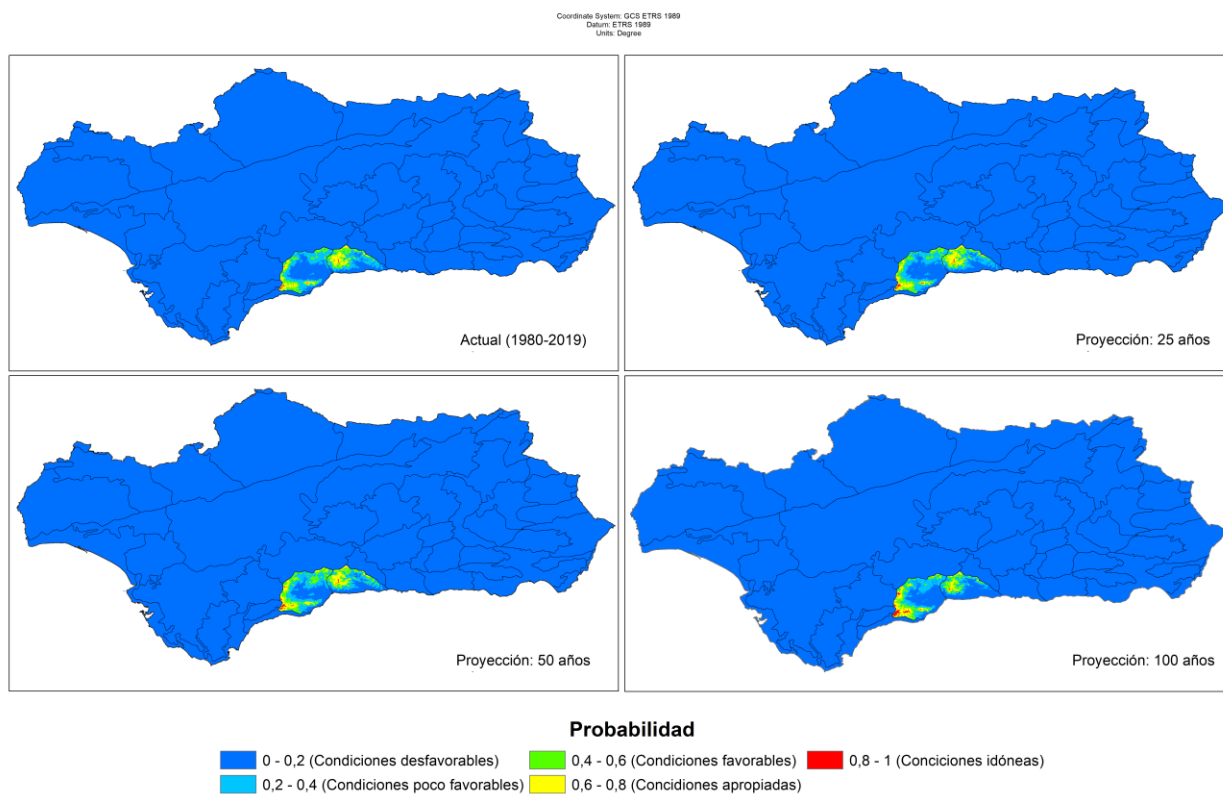 Coordinate System: GCS ETRS 1989
Datum: ETRS 1989
Units: Degree
Actual (1980-2019)
Proyección: 25 años
Proyección: 50 años
Proyección: 100 años
Probabilidad
0 - 0,2 (Condiciones desfavorables)
0,4 - 0,6 (Condiciones favorables)
0,8 - 1 (Conciciones idóneas)
0,2 - 0,4 (Condiciones poco favorables)
0,6 - 0,8 (Concidiones apropiadas)